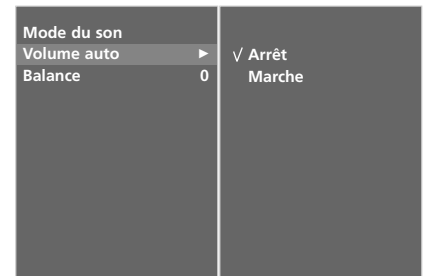 Mode du son
Volume auto ►
Balance 0
√ Arrêt
Marche